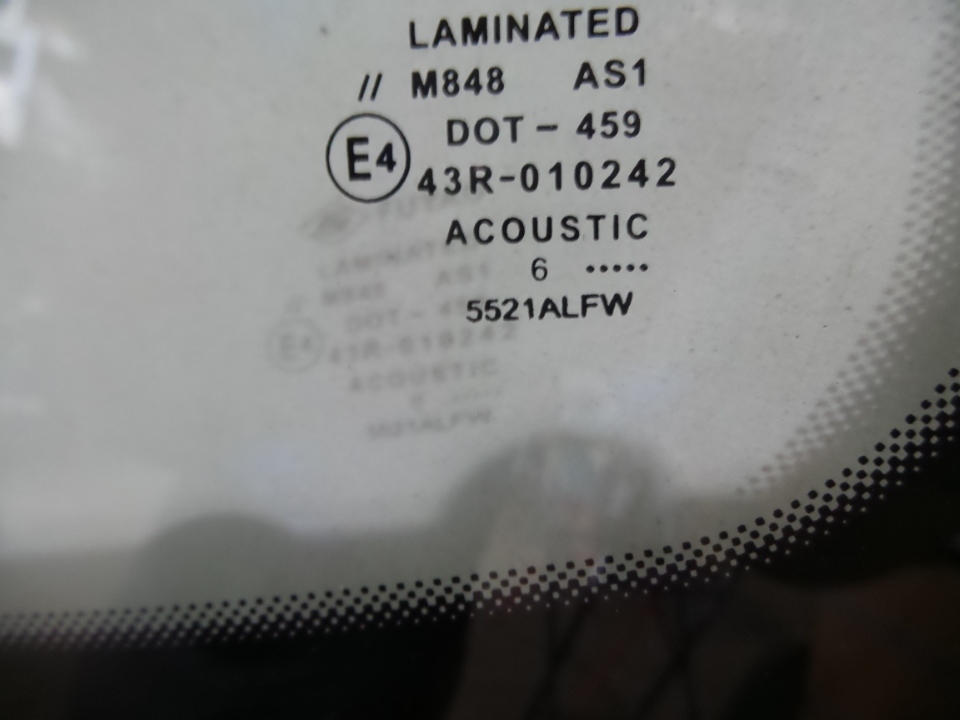 LAMINATED
// M848 AS1
DOT - 459
E4 43R-010242
ACOUSTIC
6 .....
5521ALFW